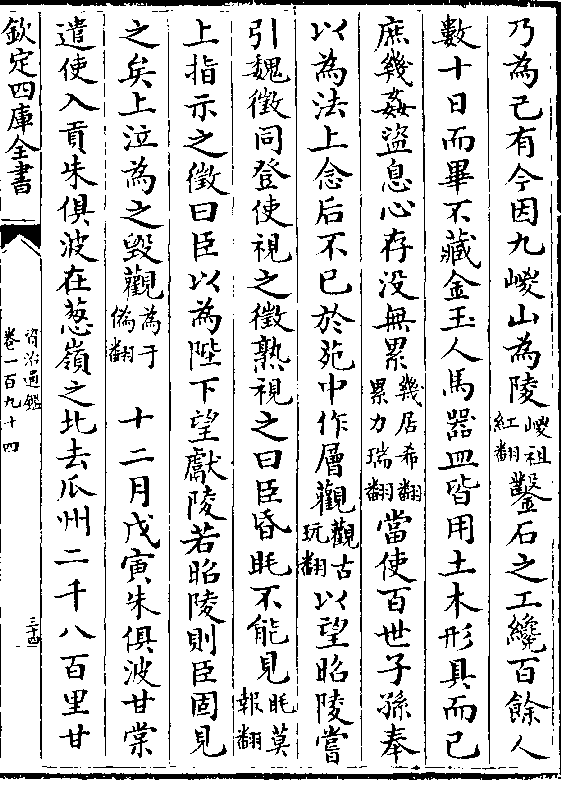 乃為己有今因九嵕山為陵嵕祖紅翻鑿石之工纔百餘人
數十日而畢不藏金玉人馬器皿皆用土木形具而已
庶幾姦盜息心存没無累幾居希翻累力瑞翻當使百世子孫奉
以為法上念后不已於苑中作層觀觀古玩翻以望昭陵嘗
引魏徵同登使視之徵熟視之曰臣昏眊不能見眊莫報翻
上指示之徵曰臣以為陛下望獻陵若昭陵則臣固見
之矣上泣為之毀觀為于偽翻十二月戊寅朱俱波甘棠
遣使入貢朱俱波在葱嶺之北去瓜州二千八百里甘
欽定四庫全書
資治通鑑
卷一百九十四
三十四